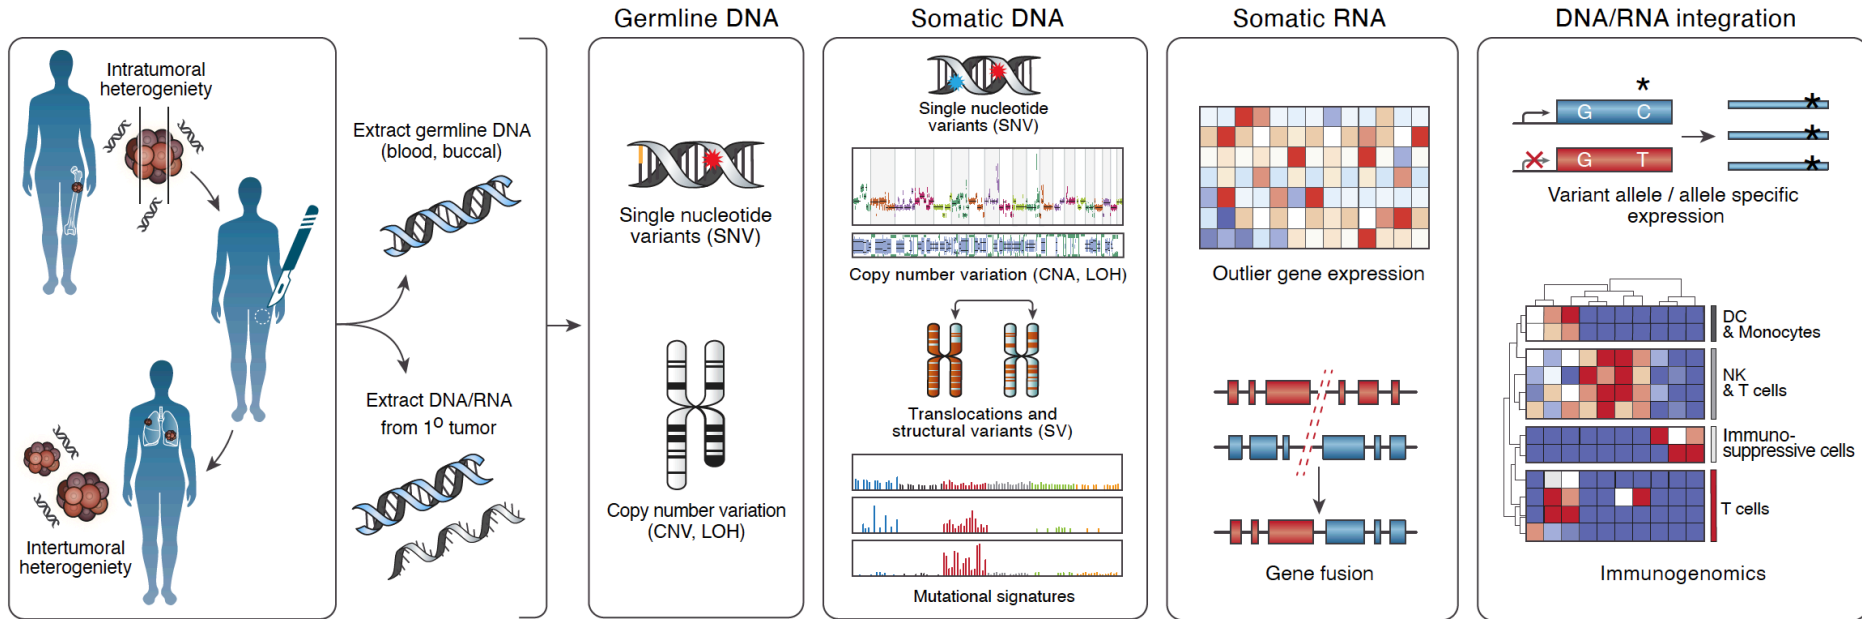 Germline DNA
Somatic DNA
Somatic RNA
DNA/RNA integration
Intratumoral
heterogeniety
Intertumoral
heterogeniety
Extract germline DNA
(blood, buccal)
Extract DNA/RNA
from 1º tumor
Single nucleotide
variants (SNV)
Copy number variation
(CNV, LOH)
Single nucleotide
variants (SNV)
Copy number variation (CNA, LOH)
Translocations and
structural variants (SV)
Mutational signatures
Outlier gene expression
Gene fusion
*
G C
*
*
G T
*
Variant allele / allele specific
expression
DC
& Monocytes
NK
& T cells
Immuno-
suppressive cells
T cells
Immunogenomics